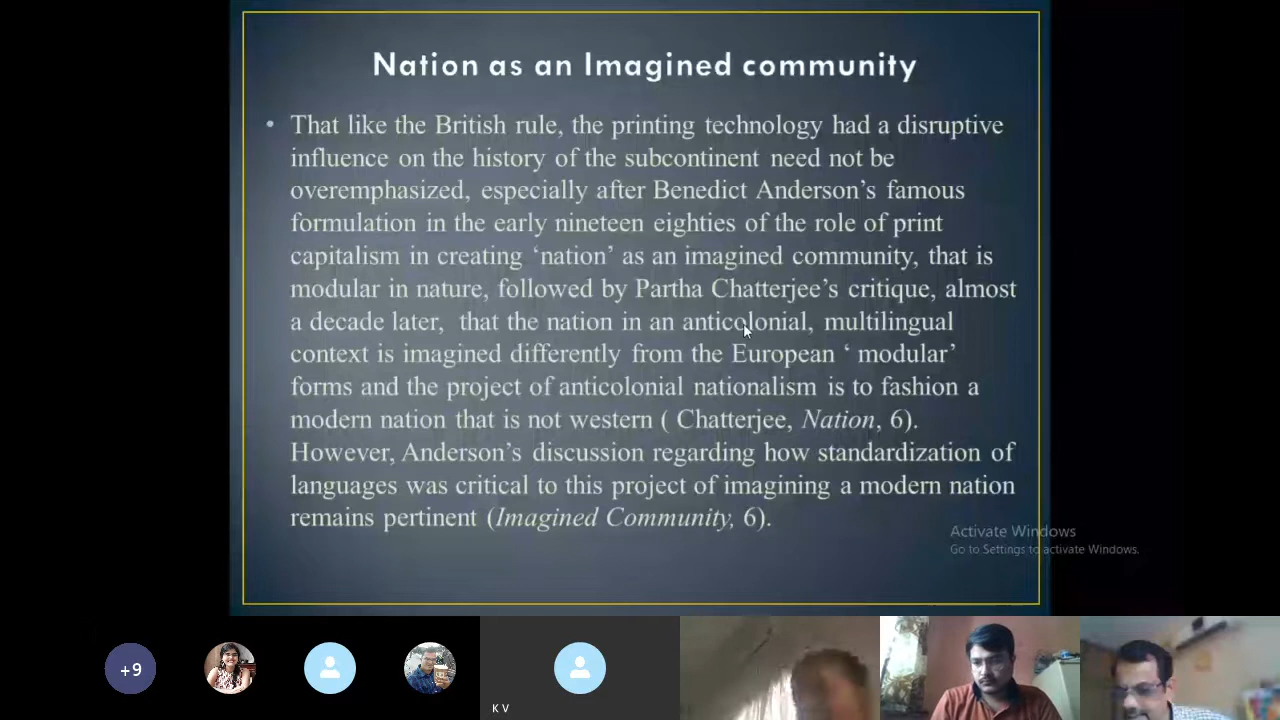 Nation as an Imagined community
• That like the British rule, the printing technology had a disruptive
influence on the history of the subcontinent need not be
overemphasized, especially after Benedict Anderson’s famous
formulation in the early nineteen eighties of the role of print
capitalism in creating ‘nation’ as an imagined community, that is
modular in nature, followed by Partha Chatterjee’s critique, almost
a decade later, that the nation in an anticolonial, multilingual
context is imagined differently from the European ‘ modular’
forms and the project of anticolonial nationalism is to fashion a
modern nation that is not western ( Chatterjee, Nation, 6).
However, Anderson’s discussion regarding how standardization of
languages was critical to this project of imagining a modern nation
remains pertinent (Imagined Community, 6).
Activate Windows
Go to Settings to activate Windows.
+9
K V